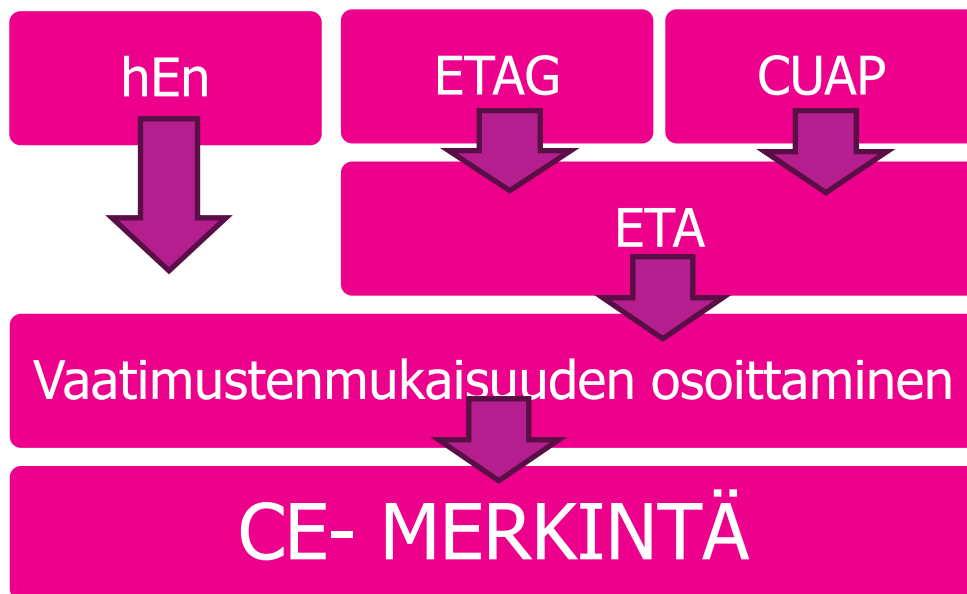 hEn
ETAG
CUAP
ETA
Vaatimustenmukaisuuden osoittaminen
CE- MERKINTÄ